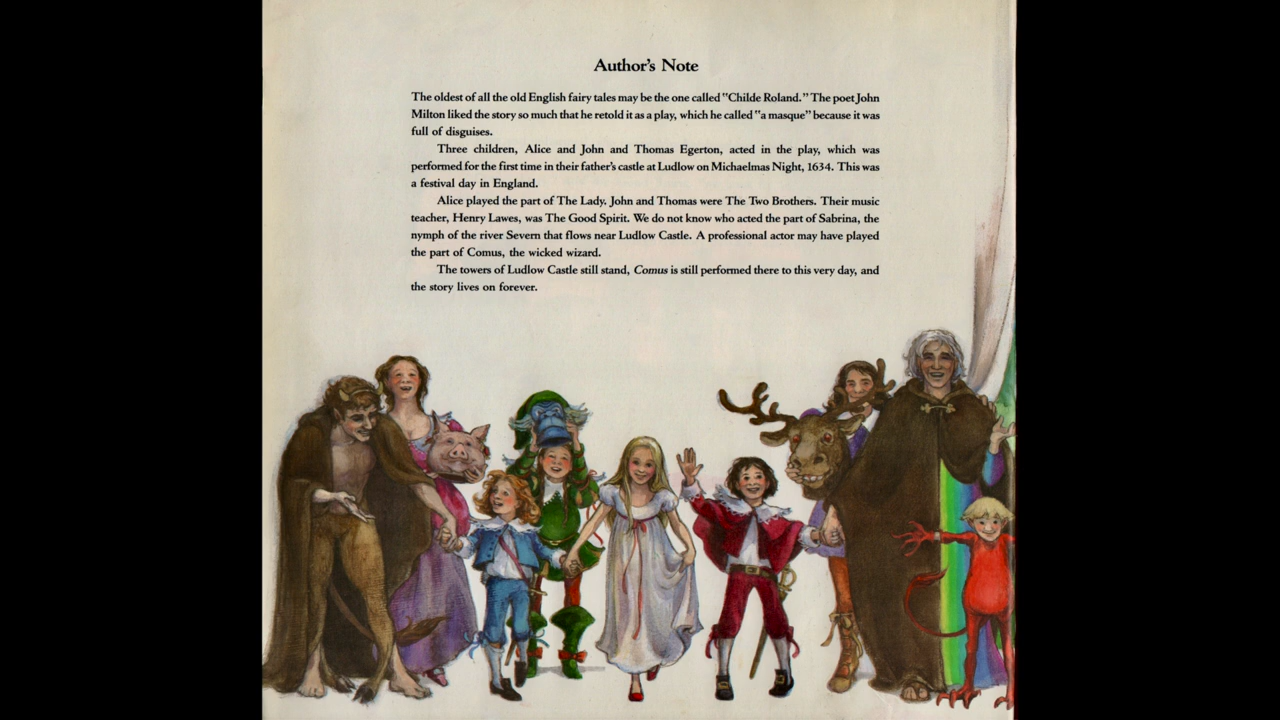 Author's Note
The oldest of all the old English fairy tales may be the one called "Childe Roland." The poet John
Milton liked the story so much that he retold it as a play, which he called "a masque" because it was
full of disguises.
Three children, Alice and John and Thomas Egerton, acted in the play, which was
performed for the first time in their father's castle at Ludlow on Michaelmas Night, 1634. This was
a festival day in England.
Alice played the part of The Lady. John and Thomas were The Two Brothers. Their music
teacher, Henry Lawes, was The Good Spirit. We do not know who acted the part of Sabrina, the
nymph of the river Severn that flows near Ludlow Castle. A professional actor may have played
the part of Comus, the wicked wizard.
The towers of Ludlow Castle still stand, Comus is still performed there to this very day, and
the story lives on forever.